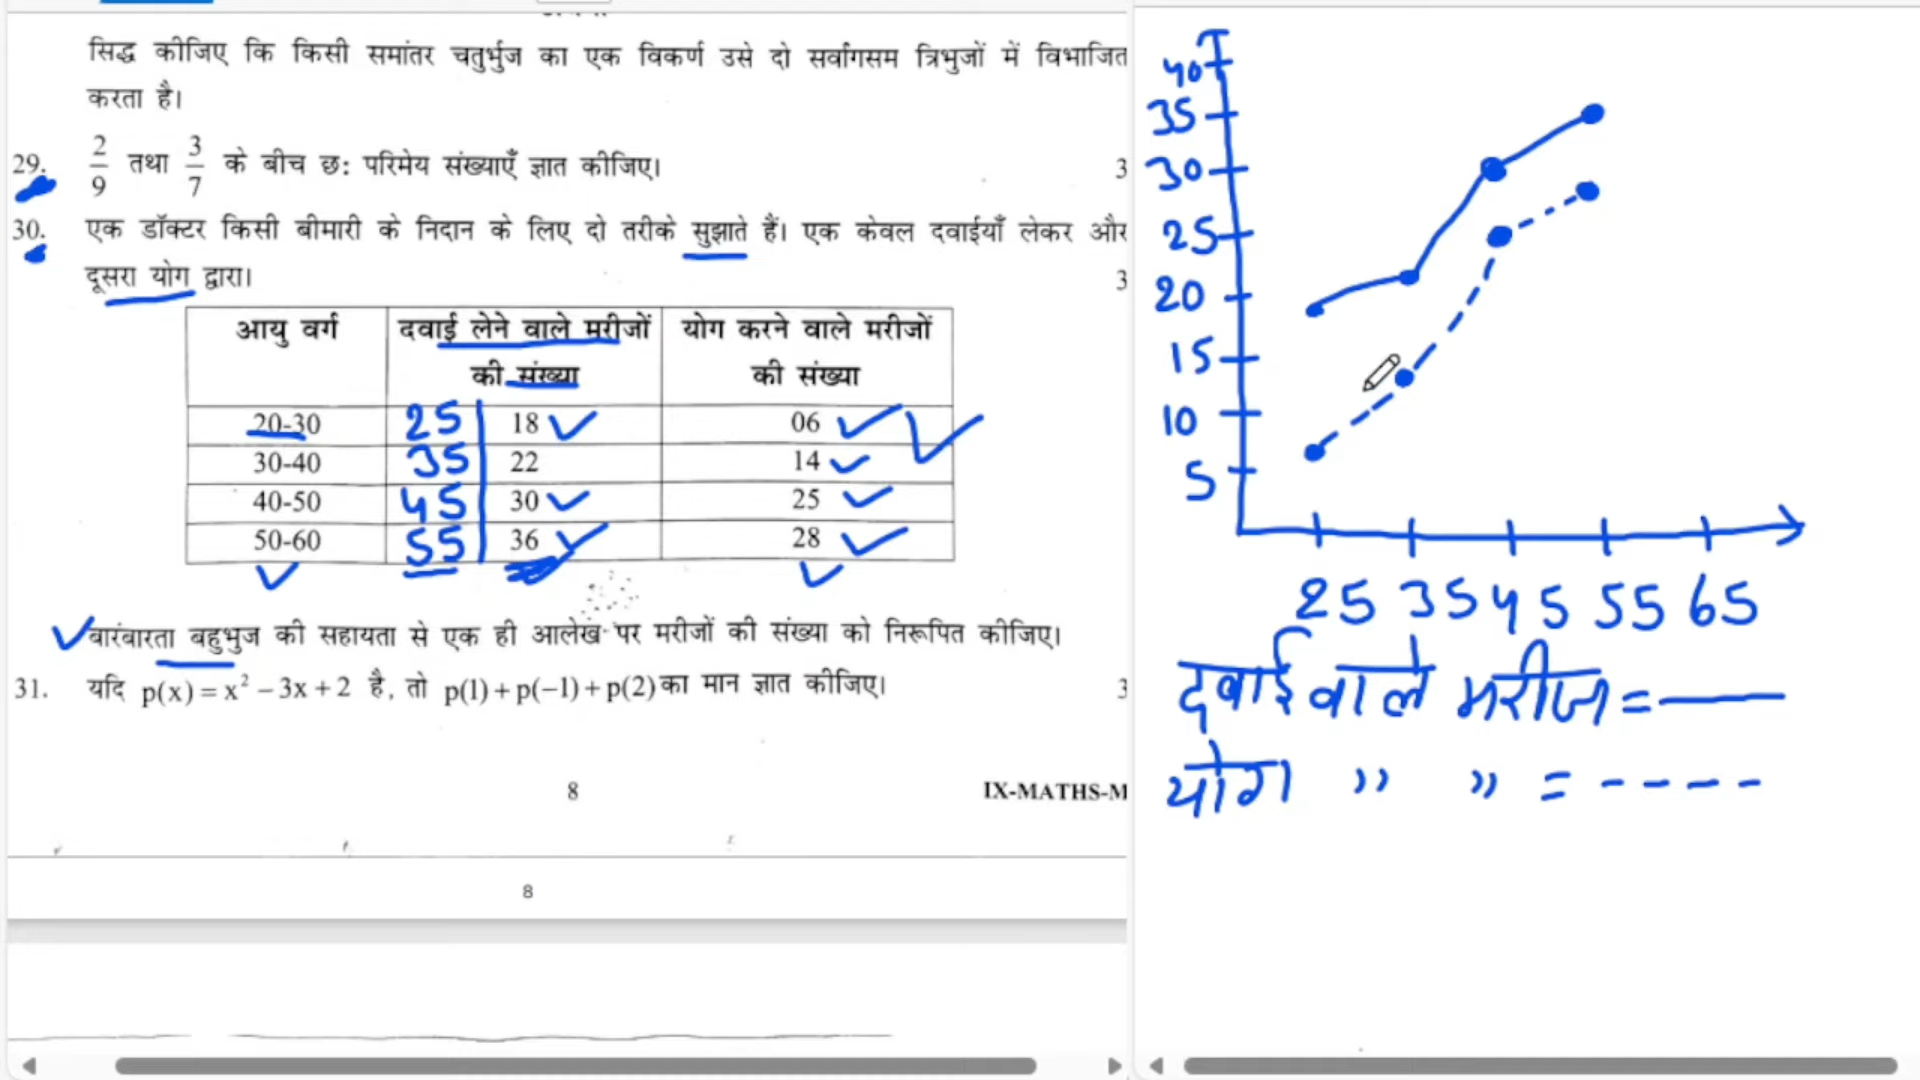 सिद्ध कीजिए कि किसी समांतर चतुर्भुज का एक विकर्ण उसे दो सर्वांगसम त्रिभुजों में विभाजित
करता है।
29. 2/9 तथा 3/7 के बीच छ: परिमेय संख्याएँ ज्ञात कीजिए। 3
30. एक डॉक्टर किसी बीमारी के निदान के लिए दो तरीके सुझाते हैं। एक केवल दवाईयाँ लेकर और
दूसरा योग द्वारा। 3
आयु वर्ग दवाई लेने वाले मरीजों की संख्या योग करने वाले मरीजों की संख्या
20-30 25 18 06
30-40 35 22 14
40-50 45 30 25
50-60 55 36 28
बारंबारता बहुभुज की सहायता से एक ही आलेख पर मरीजों की संख्या को निरूपित कीजिए।
31. यदि p(x) = x² − 3x + 2 है, तो p(1) + p(−1) + p(2) का मान ज्ञात कीजिए। 3
8
IX-MATHS-M
8
40
35
30
25
20
15
10
5
25 35 45 55 65
दवाई वाले मरीज = ———
योग " " = - - - -